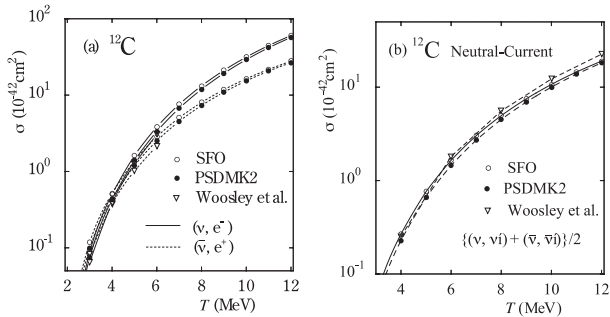 (a) ¹²C
σ (10⁻⁴²cm²)
10²
10¹
10⁰
10⁻¹
SFO
PSDMK2
Woosley et al.
(ν, e⁻)
(ν̄, e⁺)
2 4 6 8 10 12
T (MeV)
(b) ¹²C Neutral-Current
σ (10⁻⁴²cm²)
10¹
10⁰
10⁻¹
SFO
PSDMK2
Woosley et al.
{(ν, νí) + (ν̄, ν̄í)}/2
4 6 8 10 12
T (MeV)